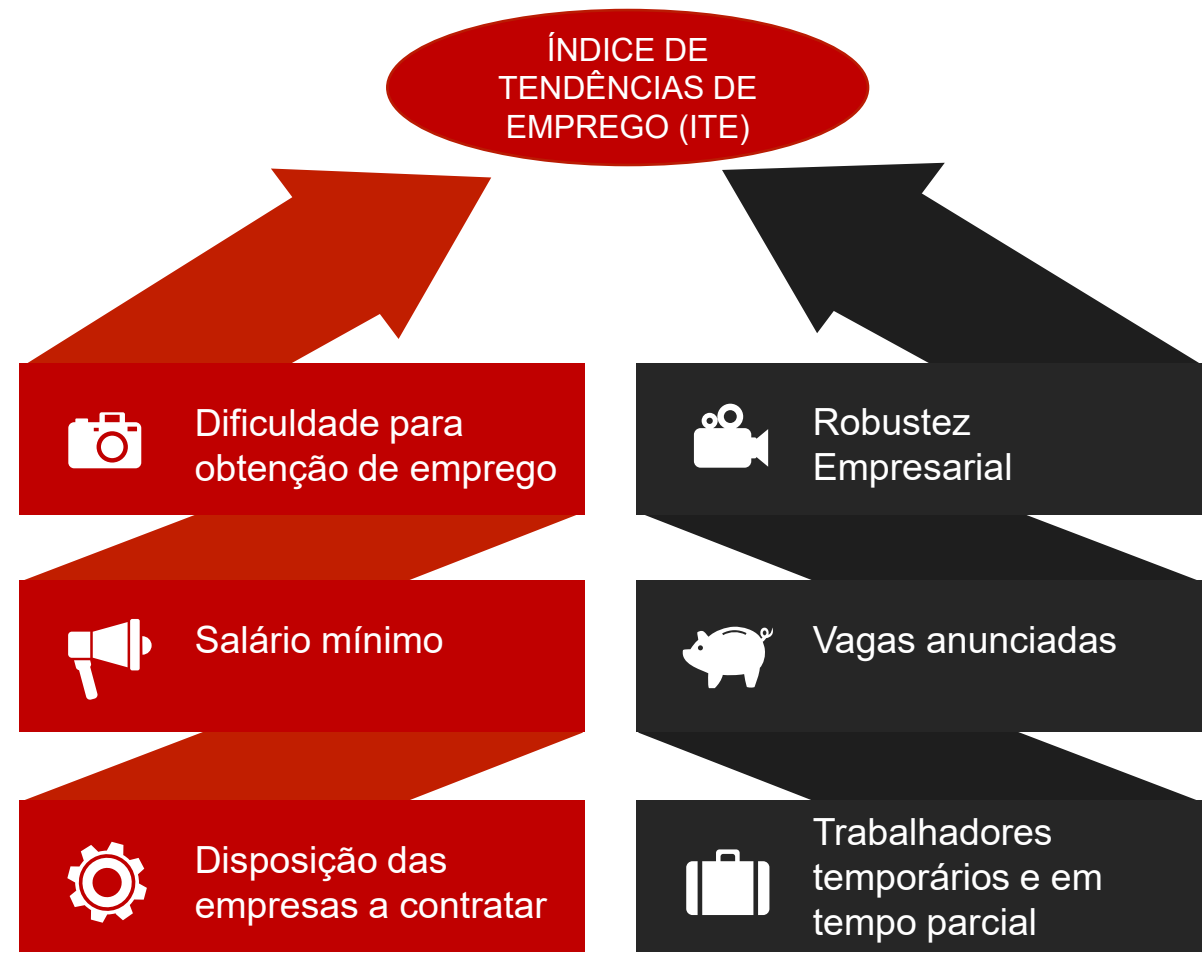 ÍNDICE DE
TENDÊNCIAS DE
EMPREGO (ITE)
Dificuldade para
obtenção de emprego
Salário mínimo
Disposição das
empresas a contratar
Robustez
Empresarial
Vagas anunciadas
Trabalhadores
temporários e em
tempo parcial